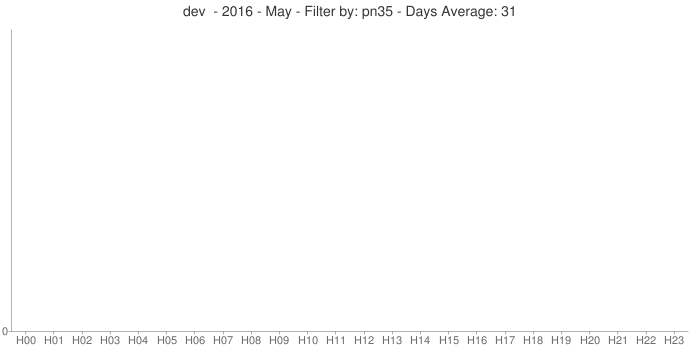 dev  - 2016 - May - Filter by: pn35 - Days Average: 31
0
H00 H01 H02 H03 H04 H05 H06 H07 H08 H09 H10 H11 H12 H13 H14 H15 H16 H17 H18 H19 H20 H21 H22 H23